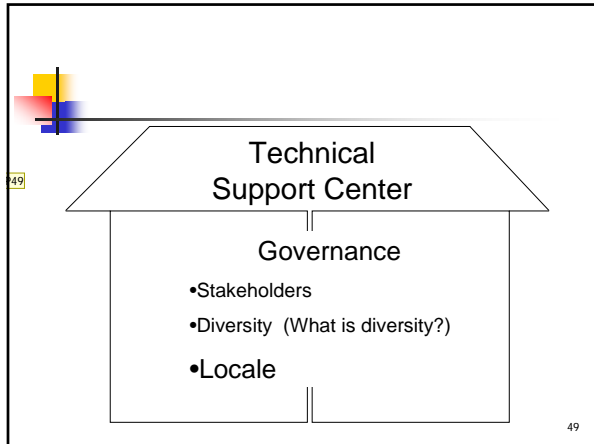 Technical
Support Center
P49
Governance
•Stakeholders
•Diversity (What is diversity?)
•Locale
49